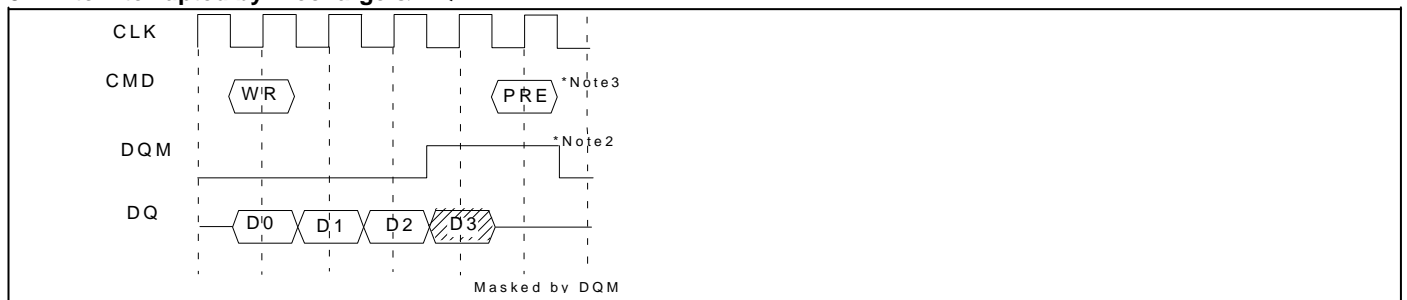 CLK
CMD
WR
PRE
*Note3
DQM
*Note2
DQ
D0
D1
D2
D3
Masked by DQM